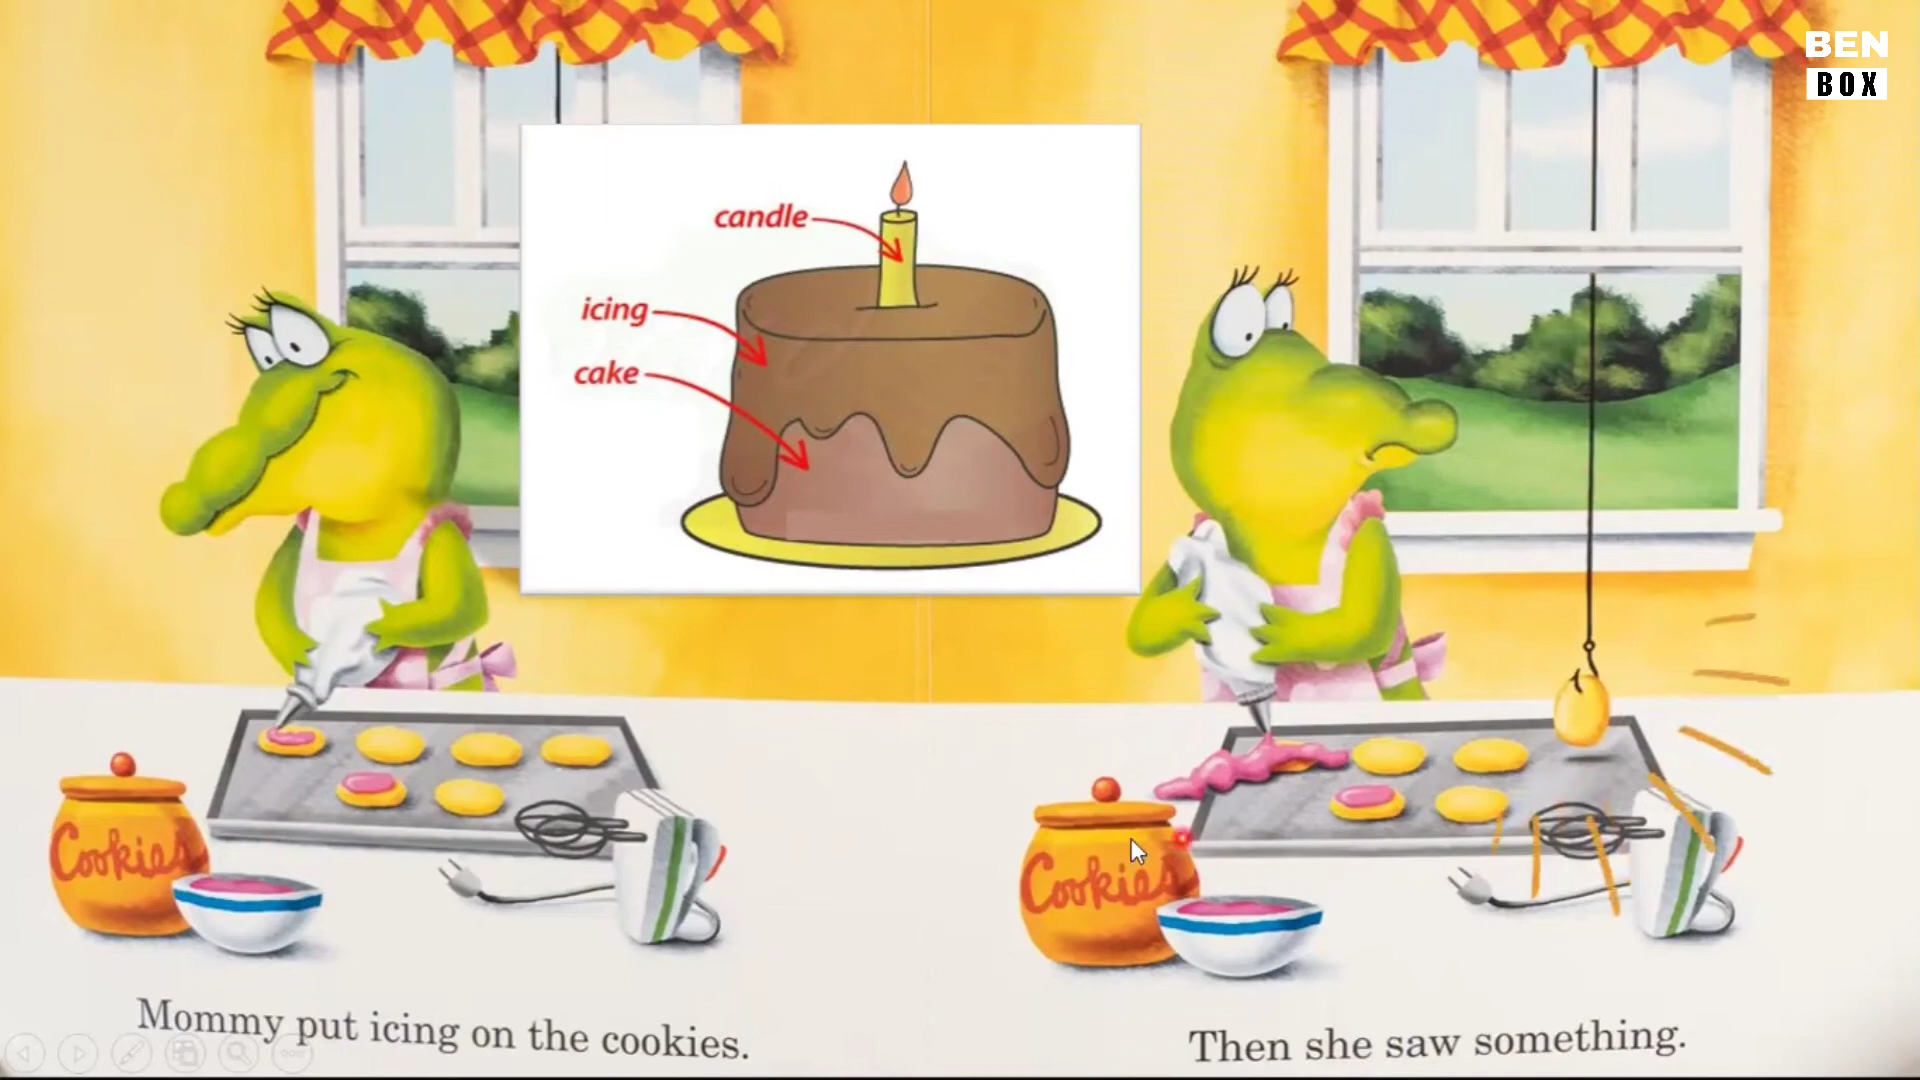 BEN
BOX
candle
icing
cake
Cookies
Cookies
Mommy put icing on the cookies.
Then she saw something.